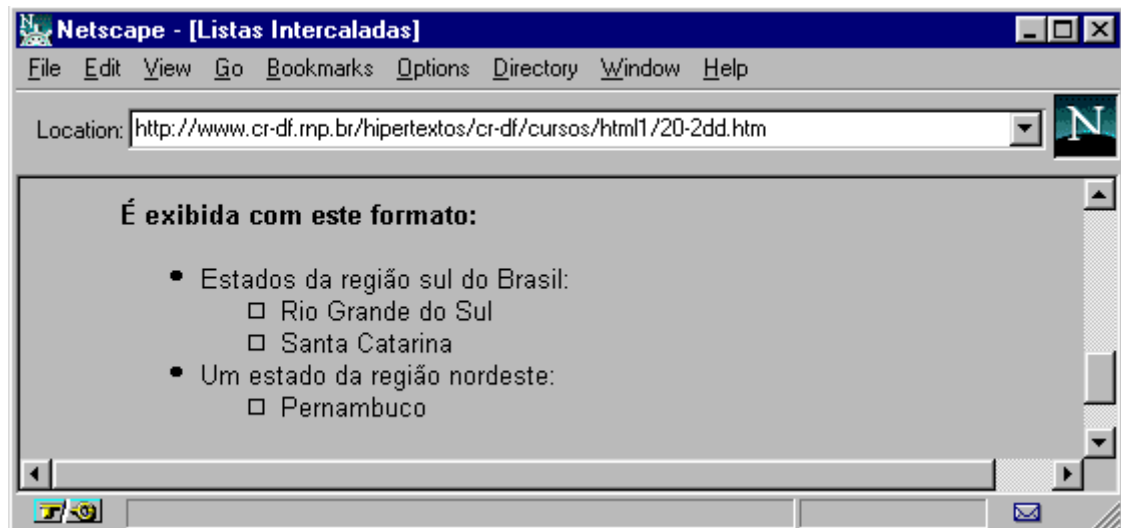 Netscape - [Listas Intercaladas]
File Edit View Go Bookmarks Options Directory Window Help
Location: http://www.cr-df.rnp.br/hipertextos/cr-df/cursos/html1/20-2dd.htm
N
É exibida com este formato:
Estados da região sul do Brasil:
Rio Grande do Sul
Santa Catarina
Um estado da região nordeste:
Pernambuco